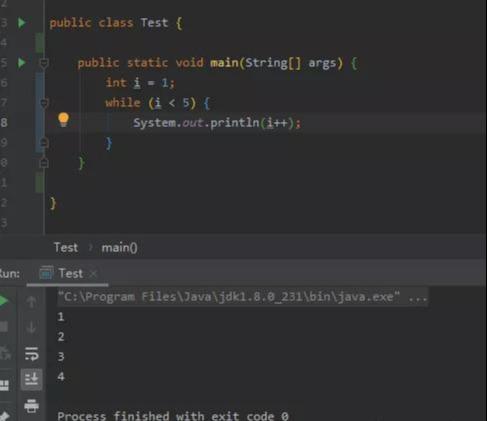 3 public class Test {
4
5 public static void main(String[] args) {
6 int i = 1;
7 while (i < 5) {
8 System.out.println(i++);
9 }
0 }
1
2 }
3
Test > main()
Run: Test ×
"C:\Program Files\Java\jdk1.8.0_231\bin\java.exe" ...
1
2
3
4
Process finished with exit code 0